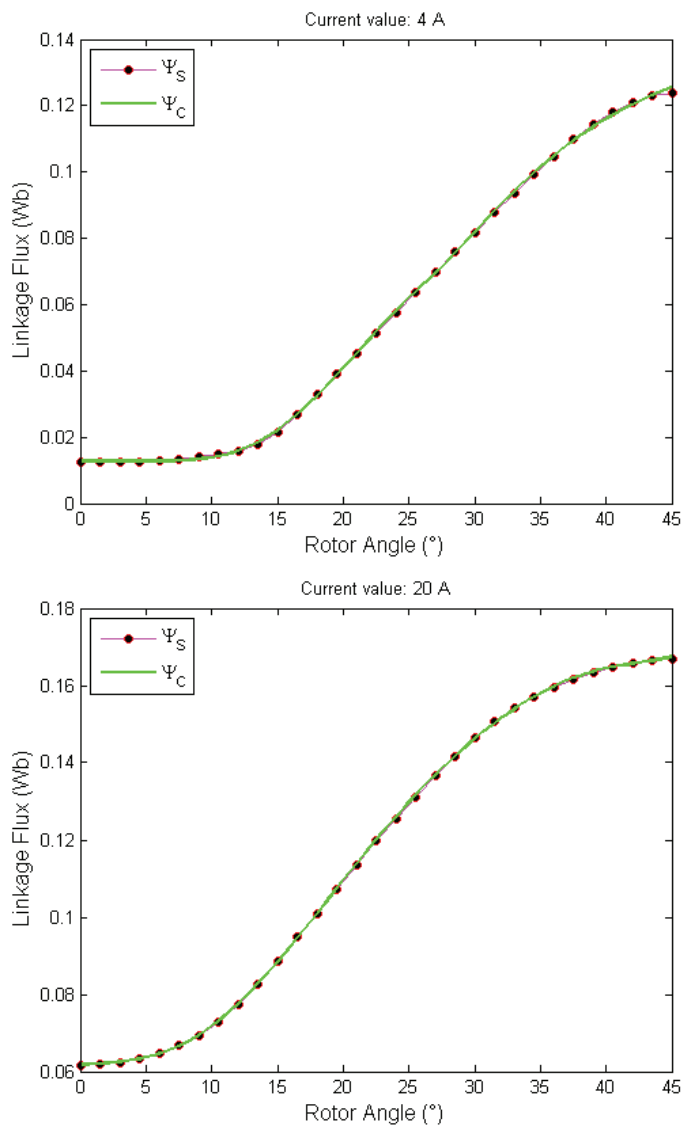 Current value: 4 A
0.14
0.12
0.1
0.08
0.06
0.04
0.02
0
Linkage Flux (Wb)
Ψ_S
Ψ_C
0 5 10 15 20 25 30 35 40 45
Rotor Angle (°)
Current value: 20 A
0.18
0.16
0.14
0.12
0.1
0.08
0.06
Linkage Flux (Wb)
Ψ_S
Ψ_C
0 5 10 15 20 25 30 35 40 45
Rotor Angle (°)